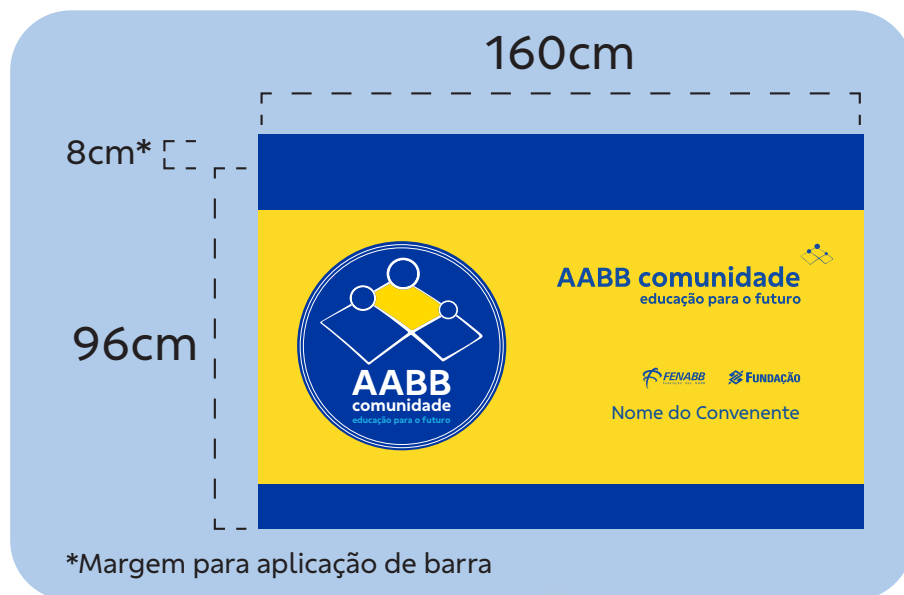 160cm
8cm*
96cm
AABB
comunidade
educação para o futuro
AABB comunidade
educação para o futuro
FENABB
FUNDAÇÃO
Nome do Convenente
*Margem para aplicação de barra